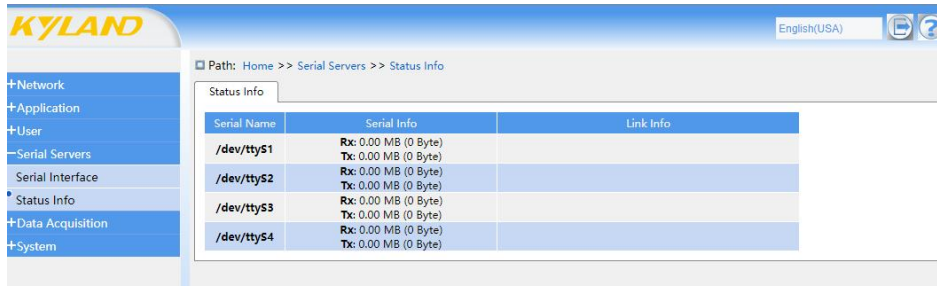 KYLAND
English(USA)
Path: Home >> Serial Servers >> Status Info
+Network
+Application
+User
−Serial Servers
Serial Interface
Status Info
+Data Acquisition
+System
Status Info
Serial Name Serial Info Link Info
/dev/ttyS1 Rx: 0.00 MB (0 Byte)
Tx: 0.00 MB (0 Byte)
/dev/ttyS2 Rx: 0.00 MB (0 Byte)
Tx: 0.00 MB (0 Byte)
/dev/ttyS3 Rx: 0.00 MB (0 Byte)
Tx: 0.00 MB (0 Byte)
/dev/ttyS4 Rx: 0.00 MB (0 Byte)
Tx: 0.00 MB (0 Byte)